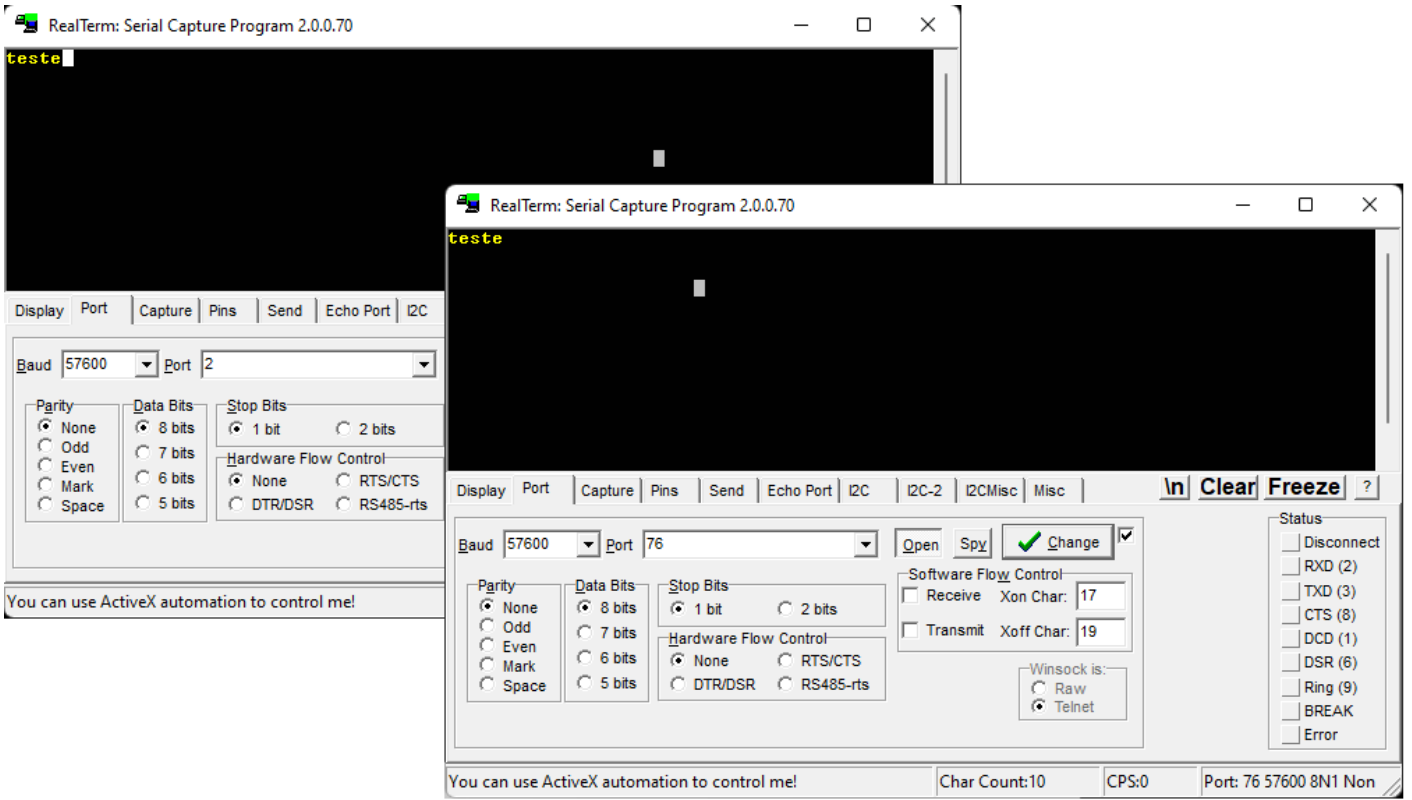 RealTerm: Serial Capture Program 2.0.0.70
teste
Display Port Capture Pins Send Echo Port I2C
Baud 57600 Port 2
Parity Data Bits Stop Bits
None 8 bits 1 bit 2 bits
Odd 7 bits Hardware Flow Control
Even 6 bits None RTS/CTS
Mark 5 bits DTR/DSR RS485-rts
Space
You can use ActiveX automation to control me!
RealTerm: Serial Capture Program 2.0.0.70
teste
Display Port Capture Pins Send Echo Port I2C I2C-2 I2CMisc Misc \n Clear Freeze ?
Baud 57600 Port 76 Open Spy Change
Parity Data Bits Stop Bits
None 8 bits 1 bit 2 bits
Odd 7 bits Hardware Flow Control
Even 6 bits None RTS/CTS
Mark 5 bits DTR/DSR RS485-rts
Space
Software Flow Control
Receive Xon Char: 17
Transmit Xoff Char: 19
Winsock is:
Raw
Telnet
Status
Disconnect
RXD (2)
TXD (3)
CTS (8)
DCD (1)
DSR (6)
Ring (9)
BREAK
Error
You can use ActiveX automation to control me! Char Count:10 CPS:0 Port: 76 57600 8N1 Non